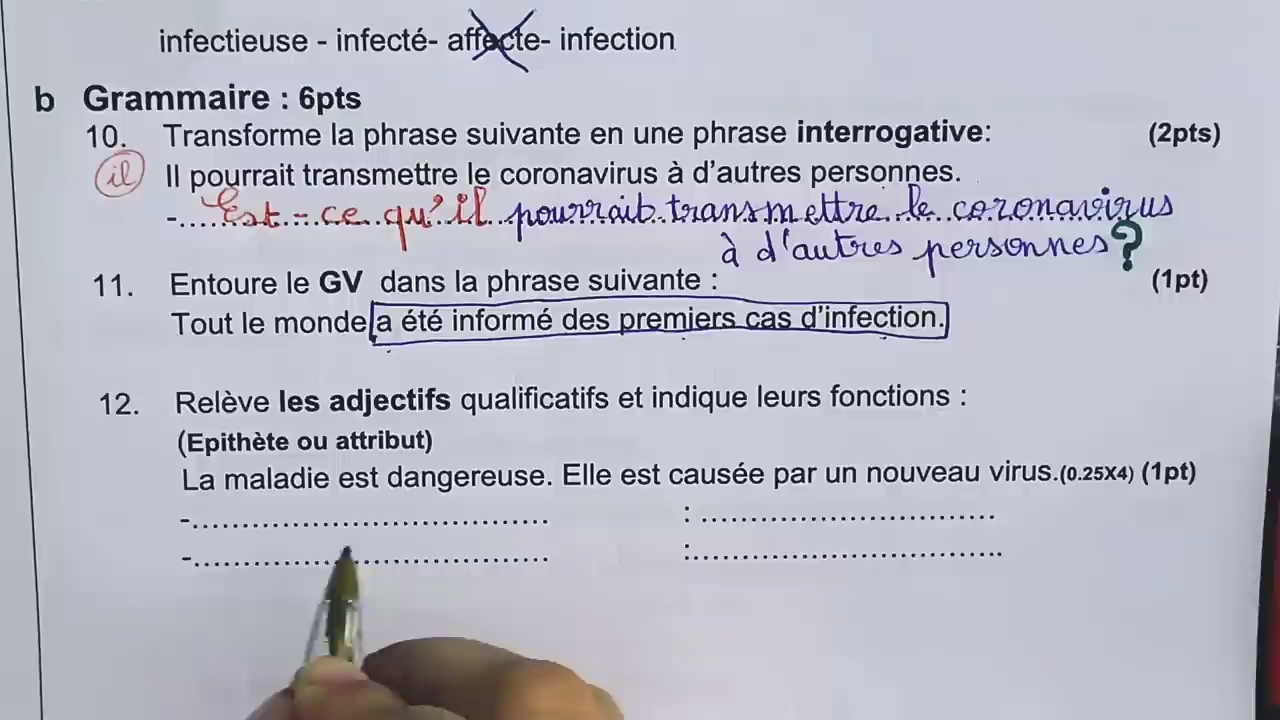 infectieuse - infecté- affecte- infection
b Grammaire : 6pts
10. Transforme la phrase suivante en une phrase interrogative: (2pts)
il Il pourrait transmettre le coronavirus à d'autres personnes.
-.....Est-ce qu'il pourrait transmettre le coronavirus
à d'autres personnes?
11. Entoure le GV dans la phrase suivante : (1pt)
Tout le monde a été informé des premiers cas d'infection.
12. Relève les adjectifs qualificatifs et indique leurs fonctions :
(Epithète ou attribut)
La maladie est dangereuse. Elle est causée par un nouveau virus.(0.25X4) (1pt)
-.................................... : ..............................
-.................................... :................................